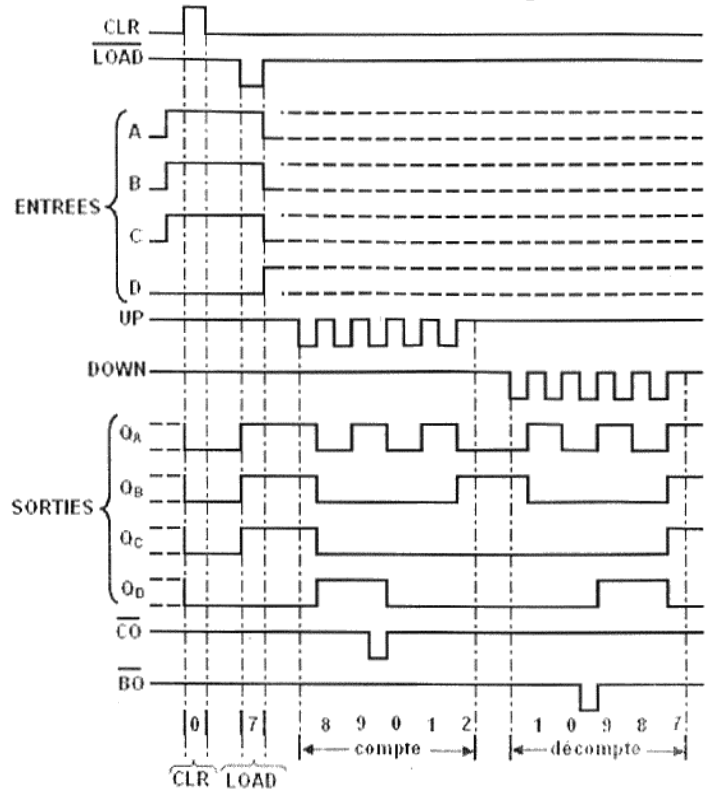 CLR
LOAD
A
B
ENTREES
C
D
UP
DOWN
QA
QB
SORTIES
QC
QD
CO
BO
0 7 8 9 0 1 2 1 0 9 8 7
compte décompte
CLR LOAD